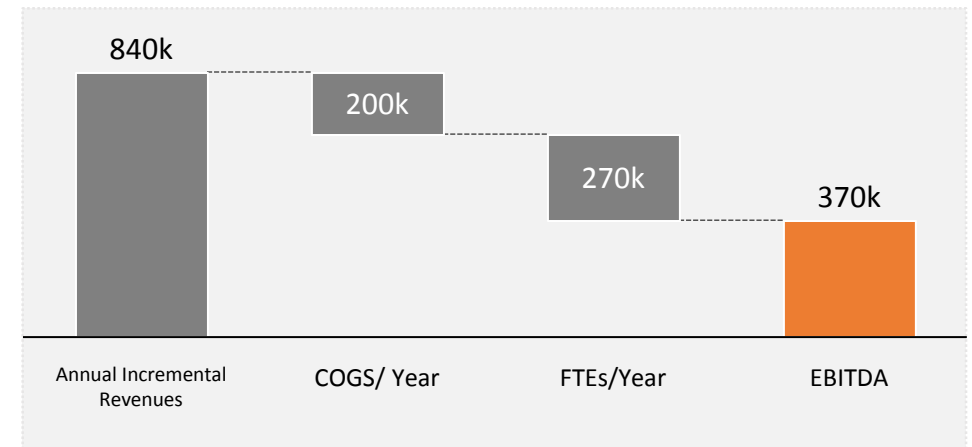 840k
200k
270k
370k
Annual Incremental
Revenues
COGS/ Year
FTEs/Year
EBITDA